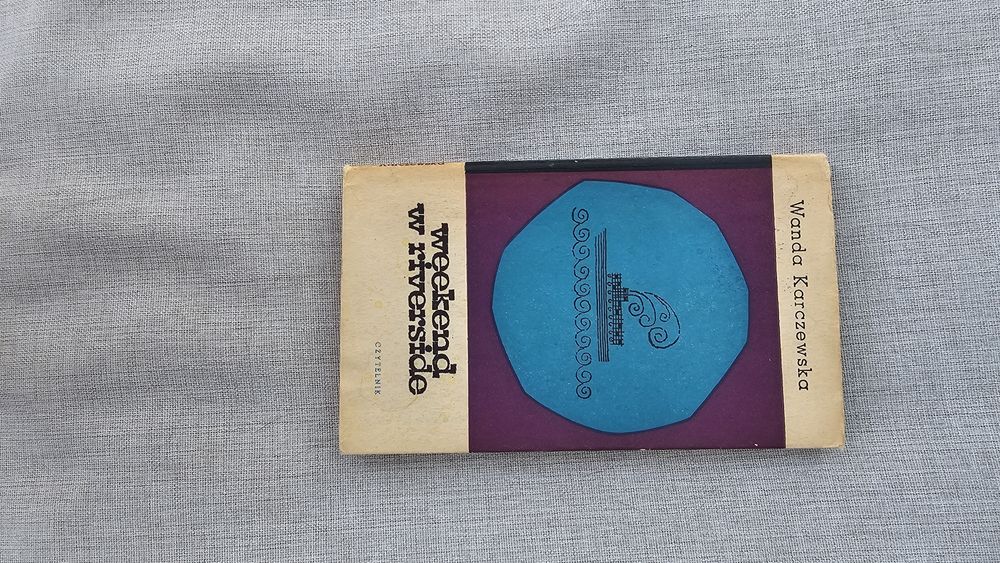 Wanda Karczewska
weekend
w riverside
CZYTELNIK